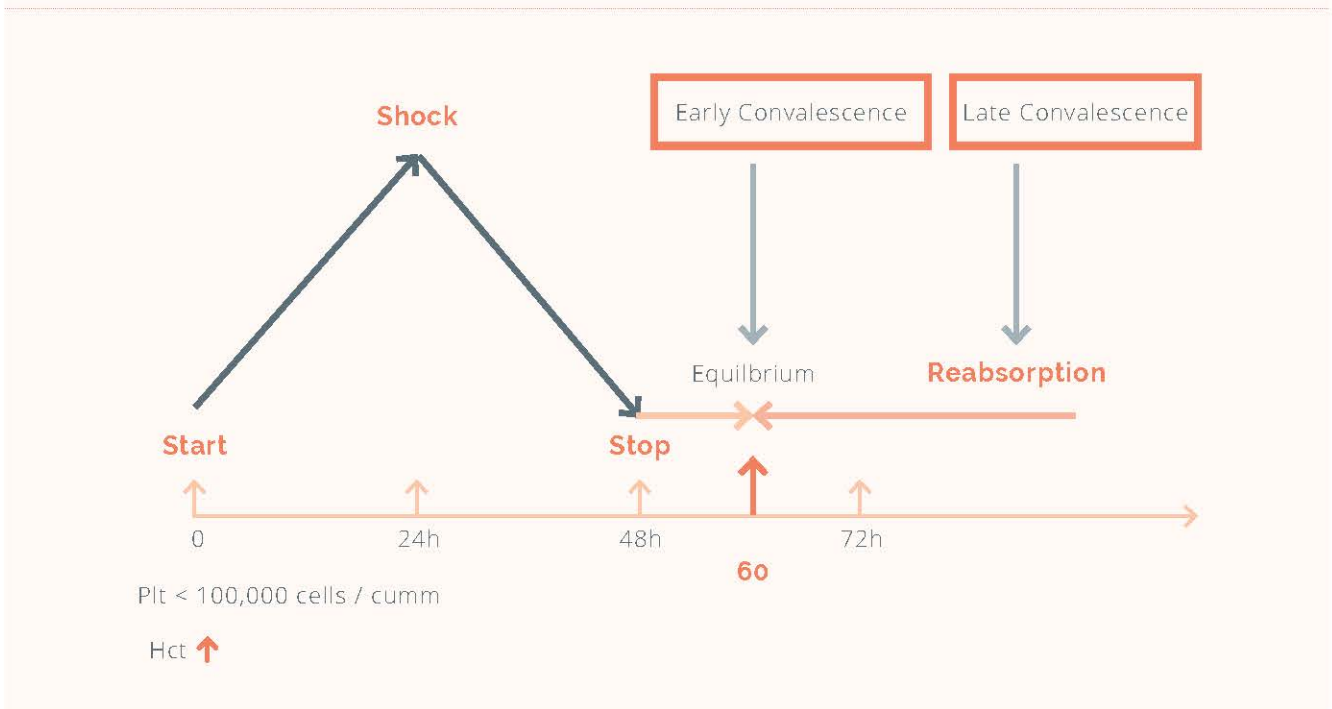 Shock
Early Convalescence
Late Convalescence
Equilbrium
Reabsorption
Start
Stop
0
24h
48h
72h
60
Plt < 100,000 cells / cumm
Hct